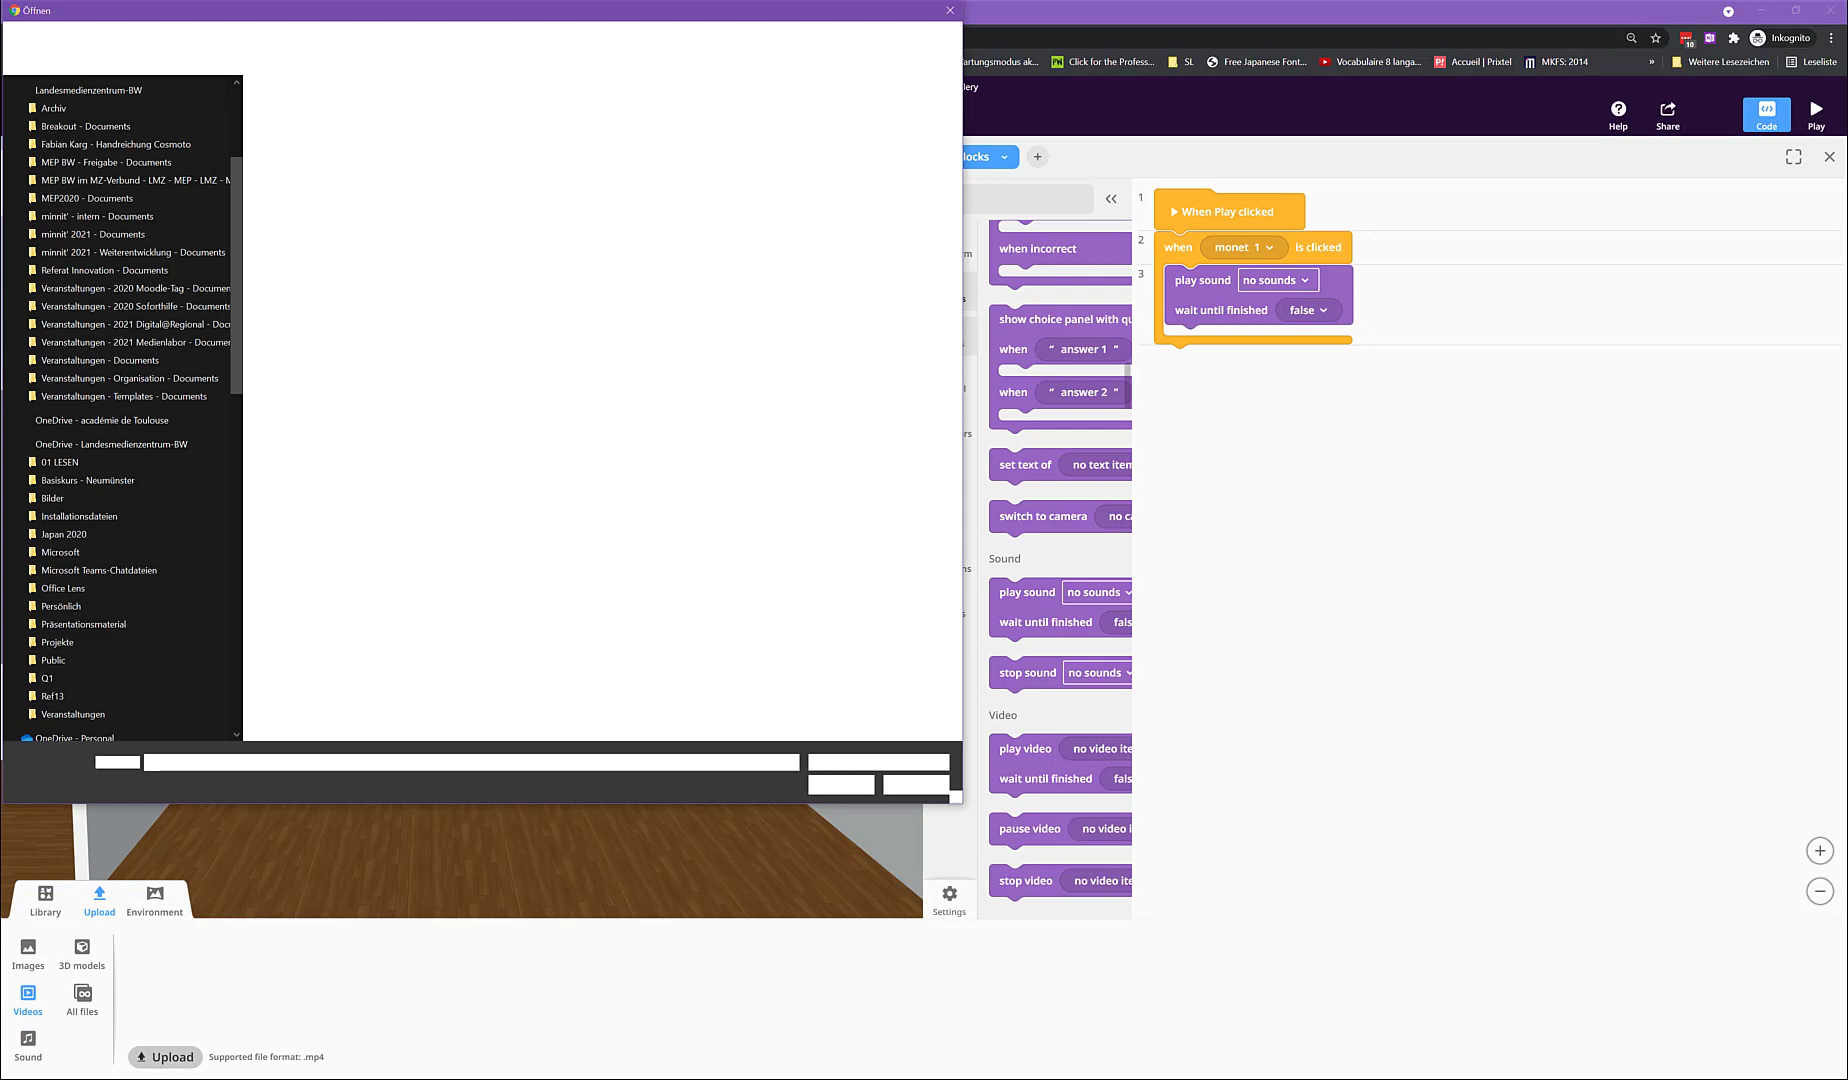 Öffnen
Inkognito
10
artungsmodus ak...
Click for the Profess...
SL
Free Japanese Font...
Vocabulaire 8 langa...
Accueil | Prixtel
MKFS: 2014
»
Weitere Lesezeichen
Leseliste
llery
Help
Share
Code
Play
locks
Landesmedienzentrum-BW
Archiv
Breakout - Documents
Fabian Karg - Handreichung Cosmoto
MEP BW - Freigabe - Documents
MEP BW im MZ-Verbund - LMZ - MEP - LMZ - M
MEP2020 - Documents
minnit' - intern - Documents
minnit' 2021 - Documents
minnit' 2021 - Weiterentwicklung - Documents
Referat Innovation - Documents
Veranstaltungen - 2020 Moodle-Tag - Documen
Veranstaltungen - 2020 Soforthilfe - Documents
Veranstaltungen - 2021 Digital@Regional - Docu
Veranstaltungen - 2021 Medienlabor - Documen
Veranstaltungen - Documents
Veranstaltungen - Organisation - Documents
Veranstaltungen - Templates - Documents
OneDrive - académie de Toulouse
OneDrive - Landesmedienzentrum-BW
01 LESEN
Basiskurs - Neumünster
Bilder
Installationsdateien
Japan 2020
Microsoft
Microsoft Teams-Chatdateien
Office Lens
Persönlich
Präsentationsmaterial
Projekte
Public
Q1
Ref13
Veranstaltungen
OneDrive - Personal
when incorrect
show choice panel with qu
when “ answer 1 ”
when “ answer 2 ”
set text of no text item
switch to camera no ca
Sound
play sound no sounds
wait until finished fals
stop sound no sounds
Video
play video no video ite
wait until finished fals
pause video no video i
stop video no video ite
1
When Play clicked
2
when monet 1 is clicked
3
play sound no sounds
wait until finished false
Library
Upload
Environment
Settings
Images
3D models
Videos
All files
Sound
Upload
Supported file format: .mp4